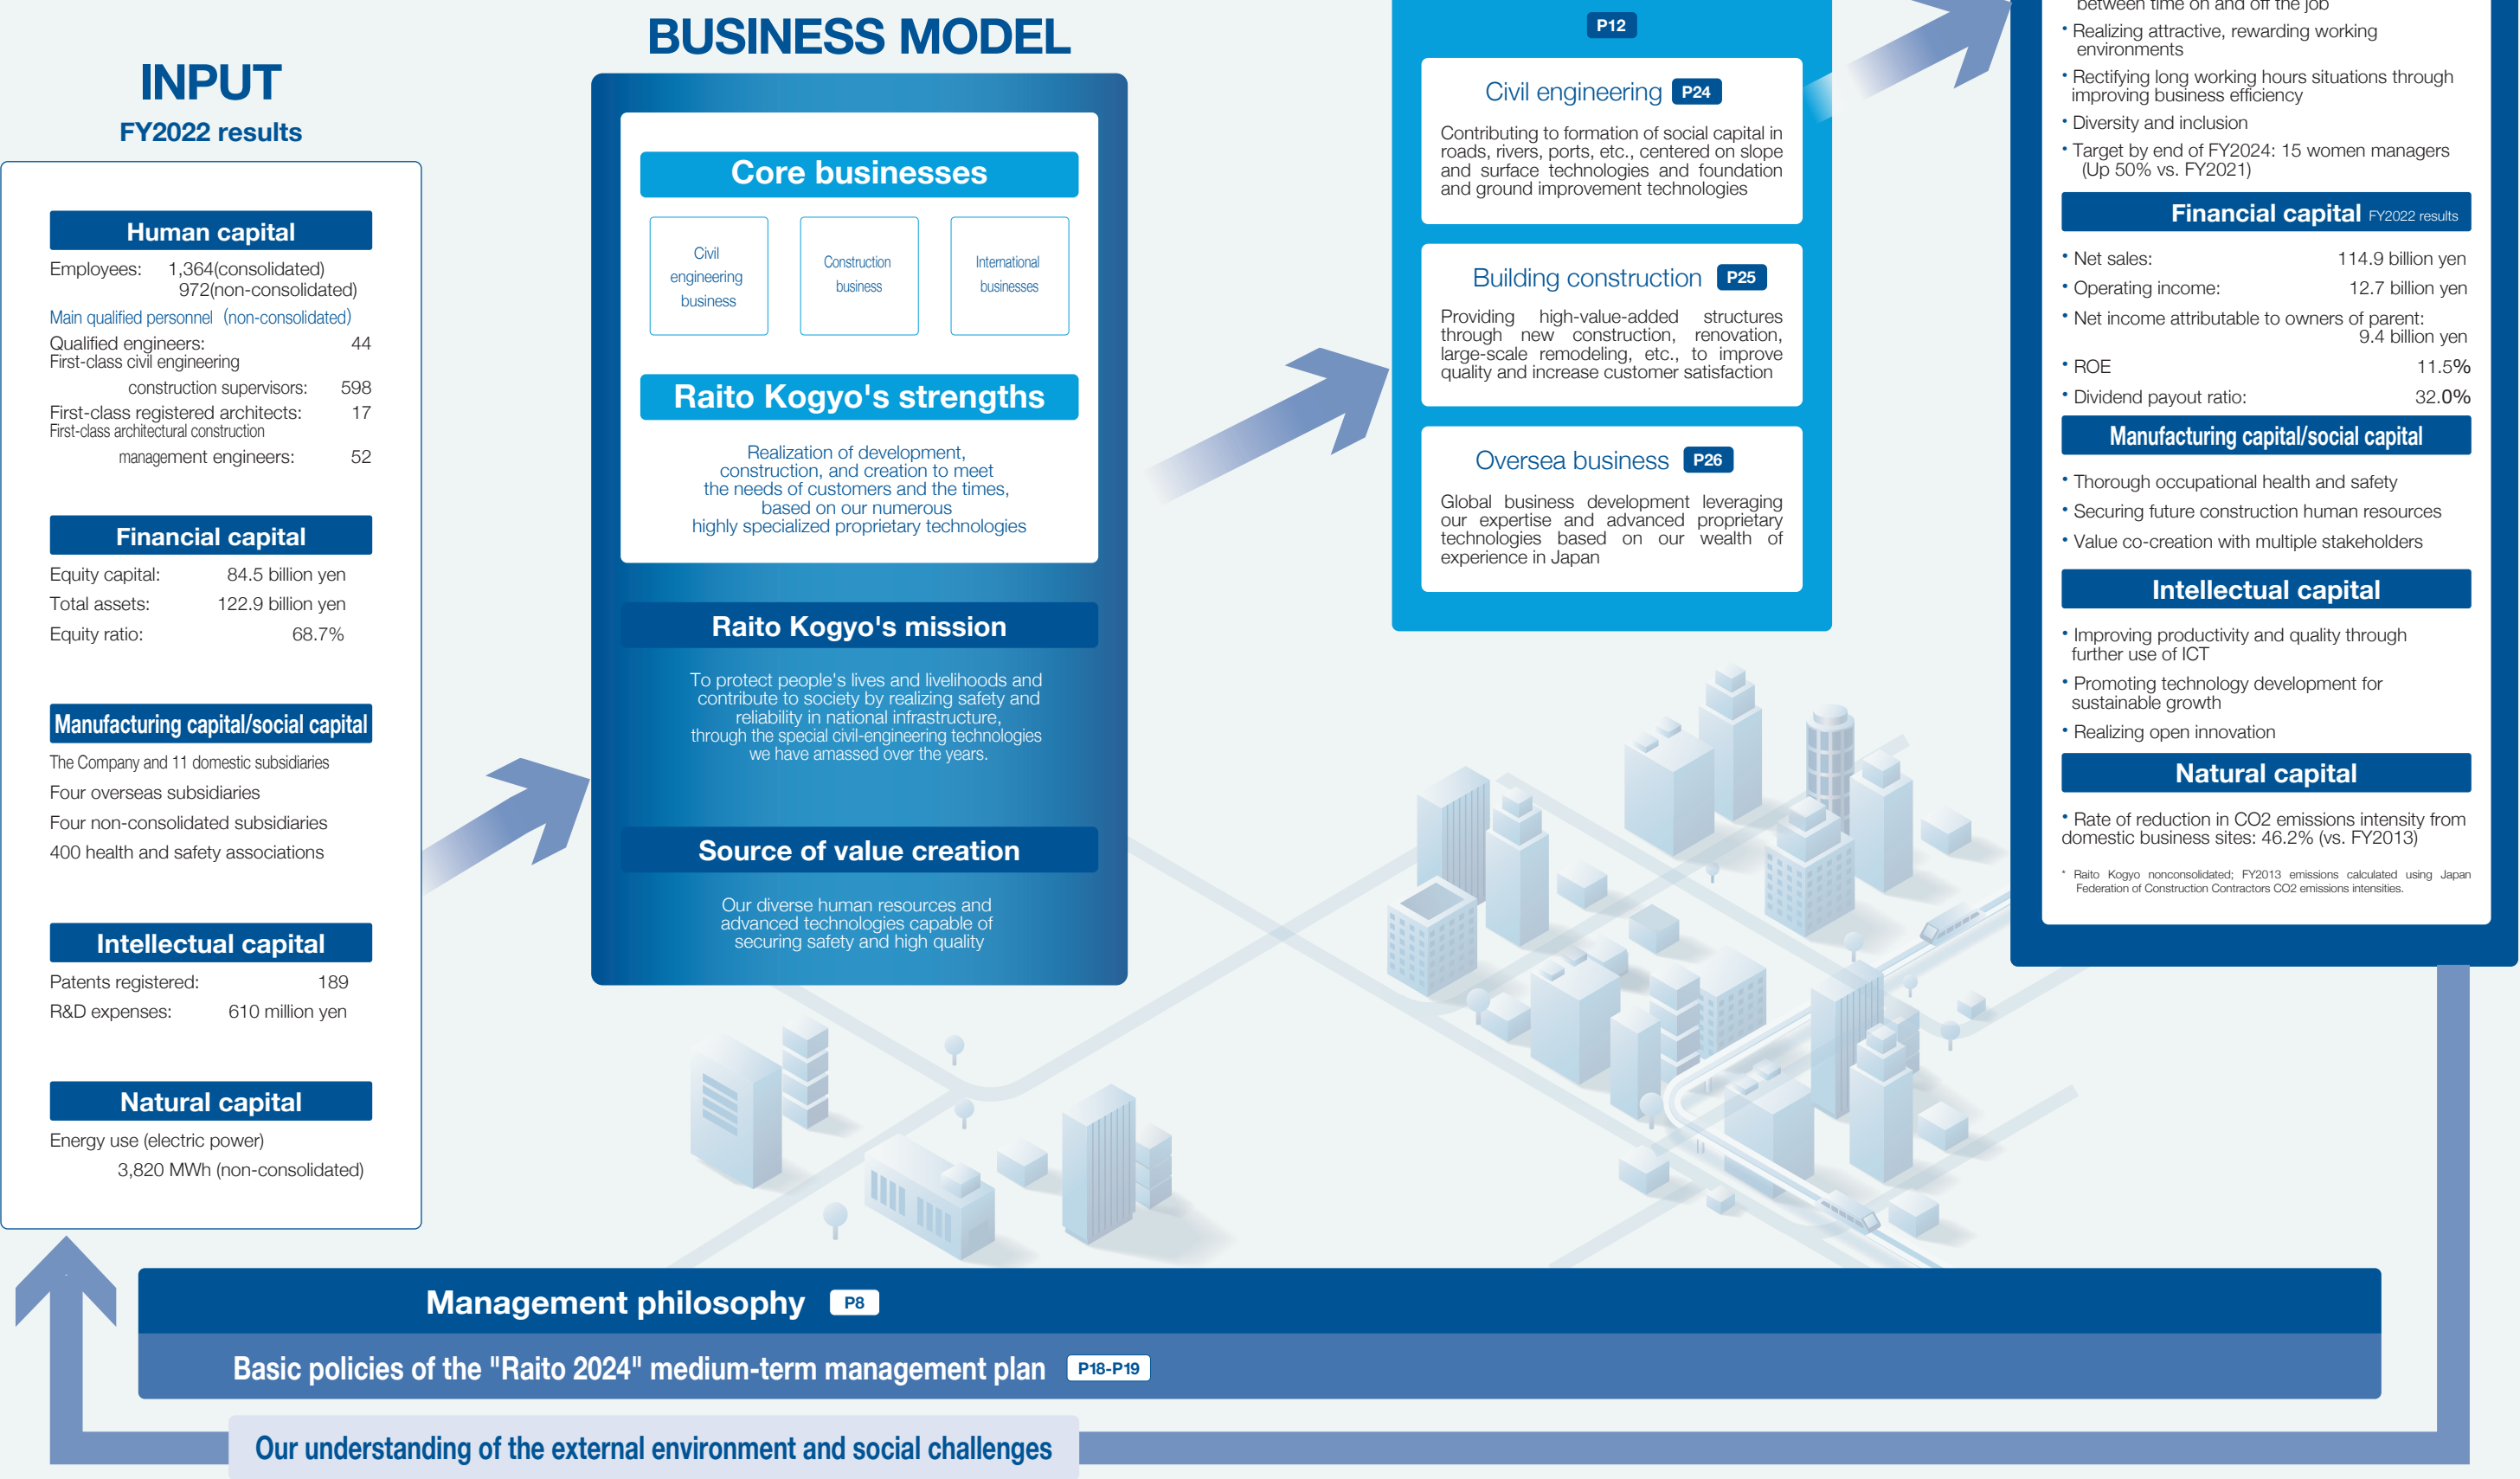 INPUT
FY2022 results
Human capital
Employees: 1,364(consolidated)
972(non-consolidated)
Main qualified personnel (non-consolidated)
Qualified engineers: 44
First-class civil engineering
construction supervisors: 598
First-class registered architects: 17
First-class architectural construction
management engineers: 52
Financial capital
Equity capital: 84.5 billion yen
Total assets: 122.9 billion yen
Equity ratio: 68.7%
Manufacturing capital/social capital
The Company and 11 domestic subsidiaries
Four overseas subsidiaries
Four non-consolidated subsidiaries
400 health and safety associations
Intellectual capital
Patents registered: 189
R&D expenses: 610 million yen
Natural capital
Energy use (electric power)
3,820 MWh (non-consolidated)
BUSINESS MODEL
Core businesses
Civil
engineering
business
Construction
business
International
businesses
Raito Kogyo's strengths
Realization of development,
construction, and creation to meet
the needs of customers and the times,
based on our numerous
highly specialized proprietary technologies
Raito Kogyo's mission
To protect people's lives and livelihoods and
contribute to society by realizing safety and
reliability in national infrastructure,
through the special civil-engineering technologies
we have amassed over the years.
Source of value creation
Our diverse human resources and
advanced technologies capable of
securing safety and high quality
P12
Civil engineering P24
Contributing to formation of social capital in
roads, rivers, ports, etc., centered on slope
and surface technologies and foundation
and ground improvement technologies
Building construction P25
Providing high-value-added structures
through new construction, renovation,
large-scale remodeling, etc., to improve
quality and increase customer satisfaction
Oversea business P26
Global business development leveraging
our expertise and advanced proprietary
technologies based on our wealth of
experience in Japan
between time on and off the job
• Realizing attractive, rewarding working
environments
• Rectifying long working hours situations through
improving business efficiency
• Diversity and inclusion
• Target by end of FY2024: 15 women managers
(Up 50% vs. FY2021)
Financial capital FY2022 results
• Net sales: 114.9 billion yen
• Operating income: 12.7 billion yen
• Net income attributable to owners of parent:
9.4 billion yen
• ROE 11.5%
• Dividend payout ratio: 32.0%
Manufacturing capital/social capital
• Thorough occupational health and safety
• Securing future construction human resources
• Value co-creation with multiple stakeholders
Intellectual capital
• Improving productivity and quality through
further use of ICT
• Promoting technology development for
sustainable growth
• Realizing open innovation
Natural capital
• Rate of reduction in CO2 emissions intensity from
domestic business sites: 46.2% (vs. FY2013)
* Raito Kogyo nonconsolidated; FY2013 emissions calculated using Japan
Federation of Construction Contractors CO2 emissions intensities.
Management philosophy P8
Basic policies of the "Raito 2024" medium-term management plan P18-P19
Our understanding of the external environment and social challenges